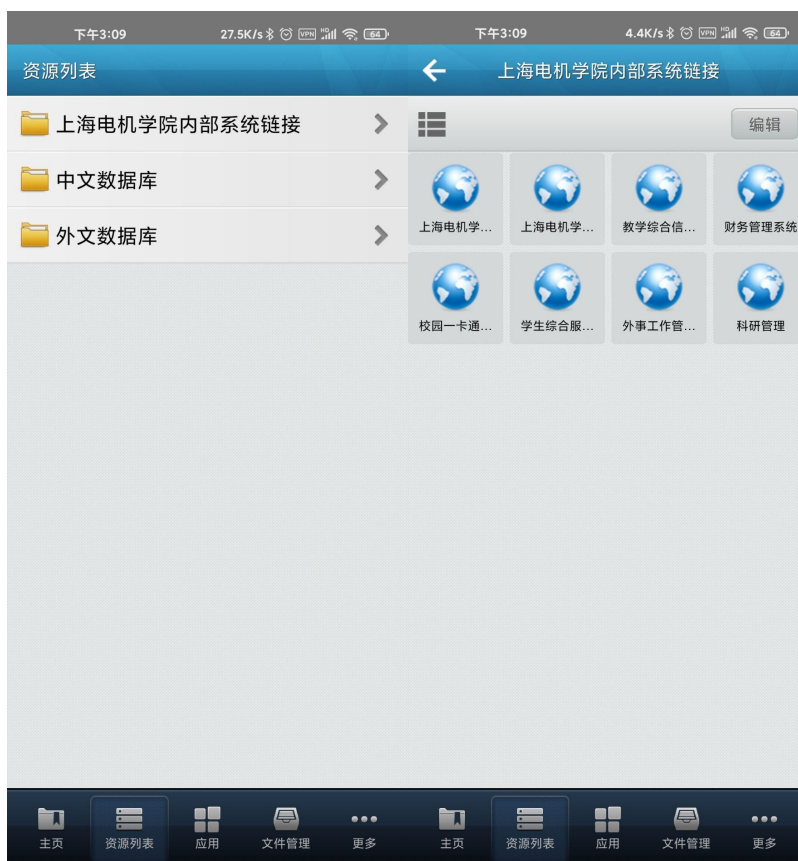 下午3:09
27.5K/s VPN HD 64
资源列表
上海电机学院内部系统链接
中文数据库
外文数据库
主页
资源列表
应用
文件管理
更多
下午3:09
4.4K/s VPN HD 64
上海电机学院内部系统链接
编辑
上海电机学...
上海电机学...
教学综合信...
财务管理系统
校园一卡通...
学生综合服...
外事工作管...
科研管理
主页
资源列表
应用
文件管理
更多